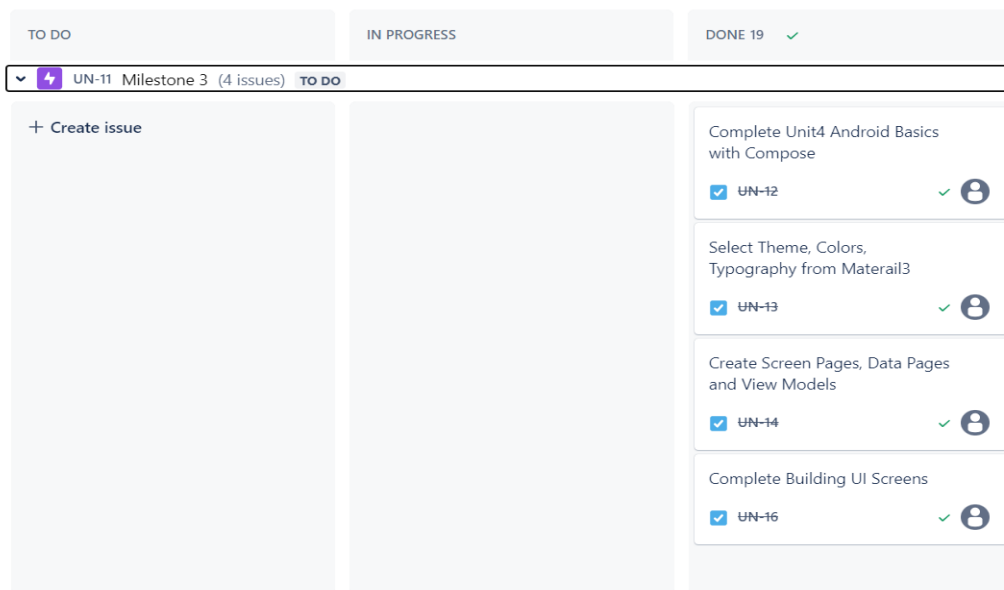 TO DO
IN PROGRESS
DONE 19
UN-11 Milestone 3 (4 issues) TO DO
+ Create issue
Complete Unit4 Android Basics
with Compose
UN-12
Select Theme, Colors,
Typography from Materail3
UN-13
Create Screen Pages, Data Pages
and View Models
UN-14
Complete Building UI Screens
UN-16